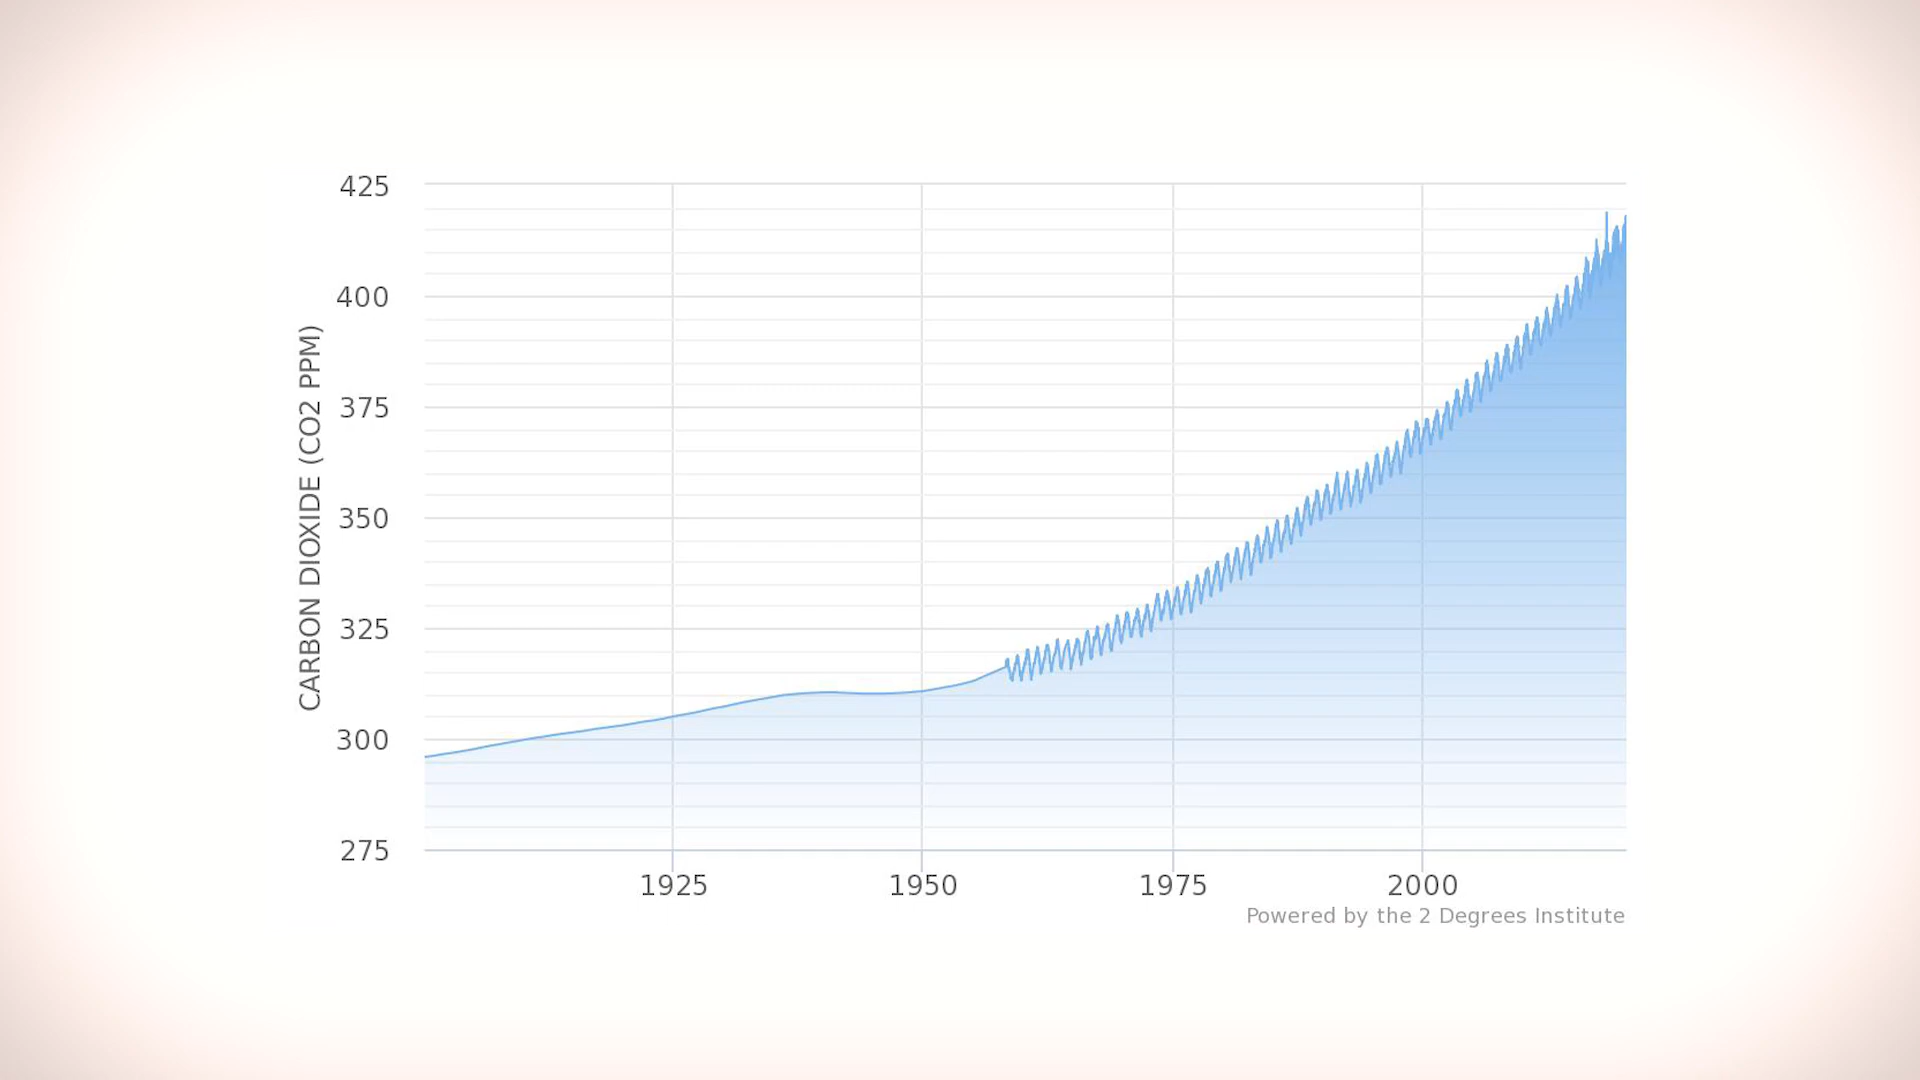 425
400
375
350
325
300
275
CARBON DIOXIDE (CO2 PPM)
1925 1950 1975 2000
Powered by the 2 Degrees Institute